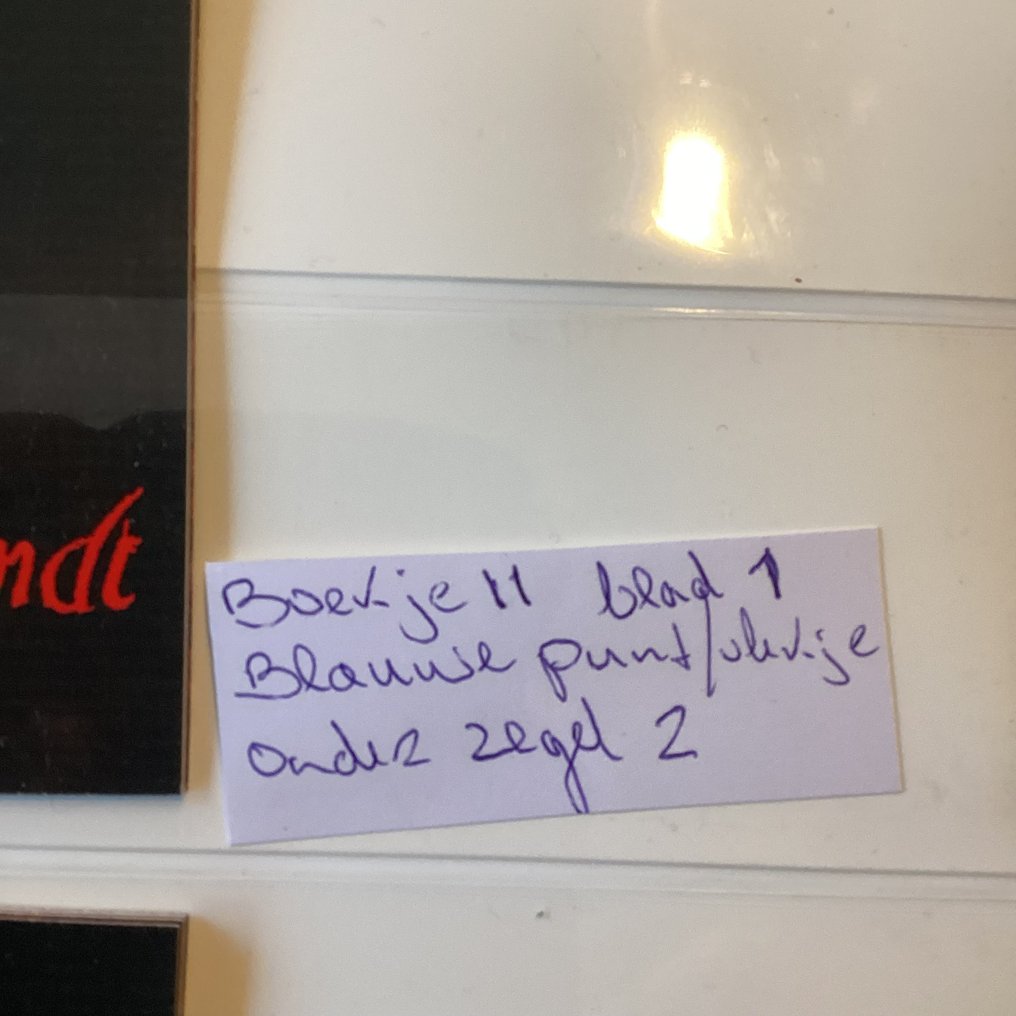 ndt
Boekje 11 blad 1
Blauwe punt/vlekje
onder zegel 2